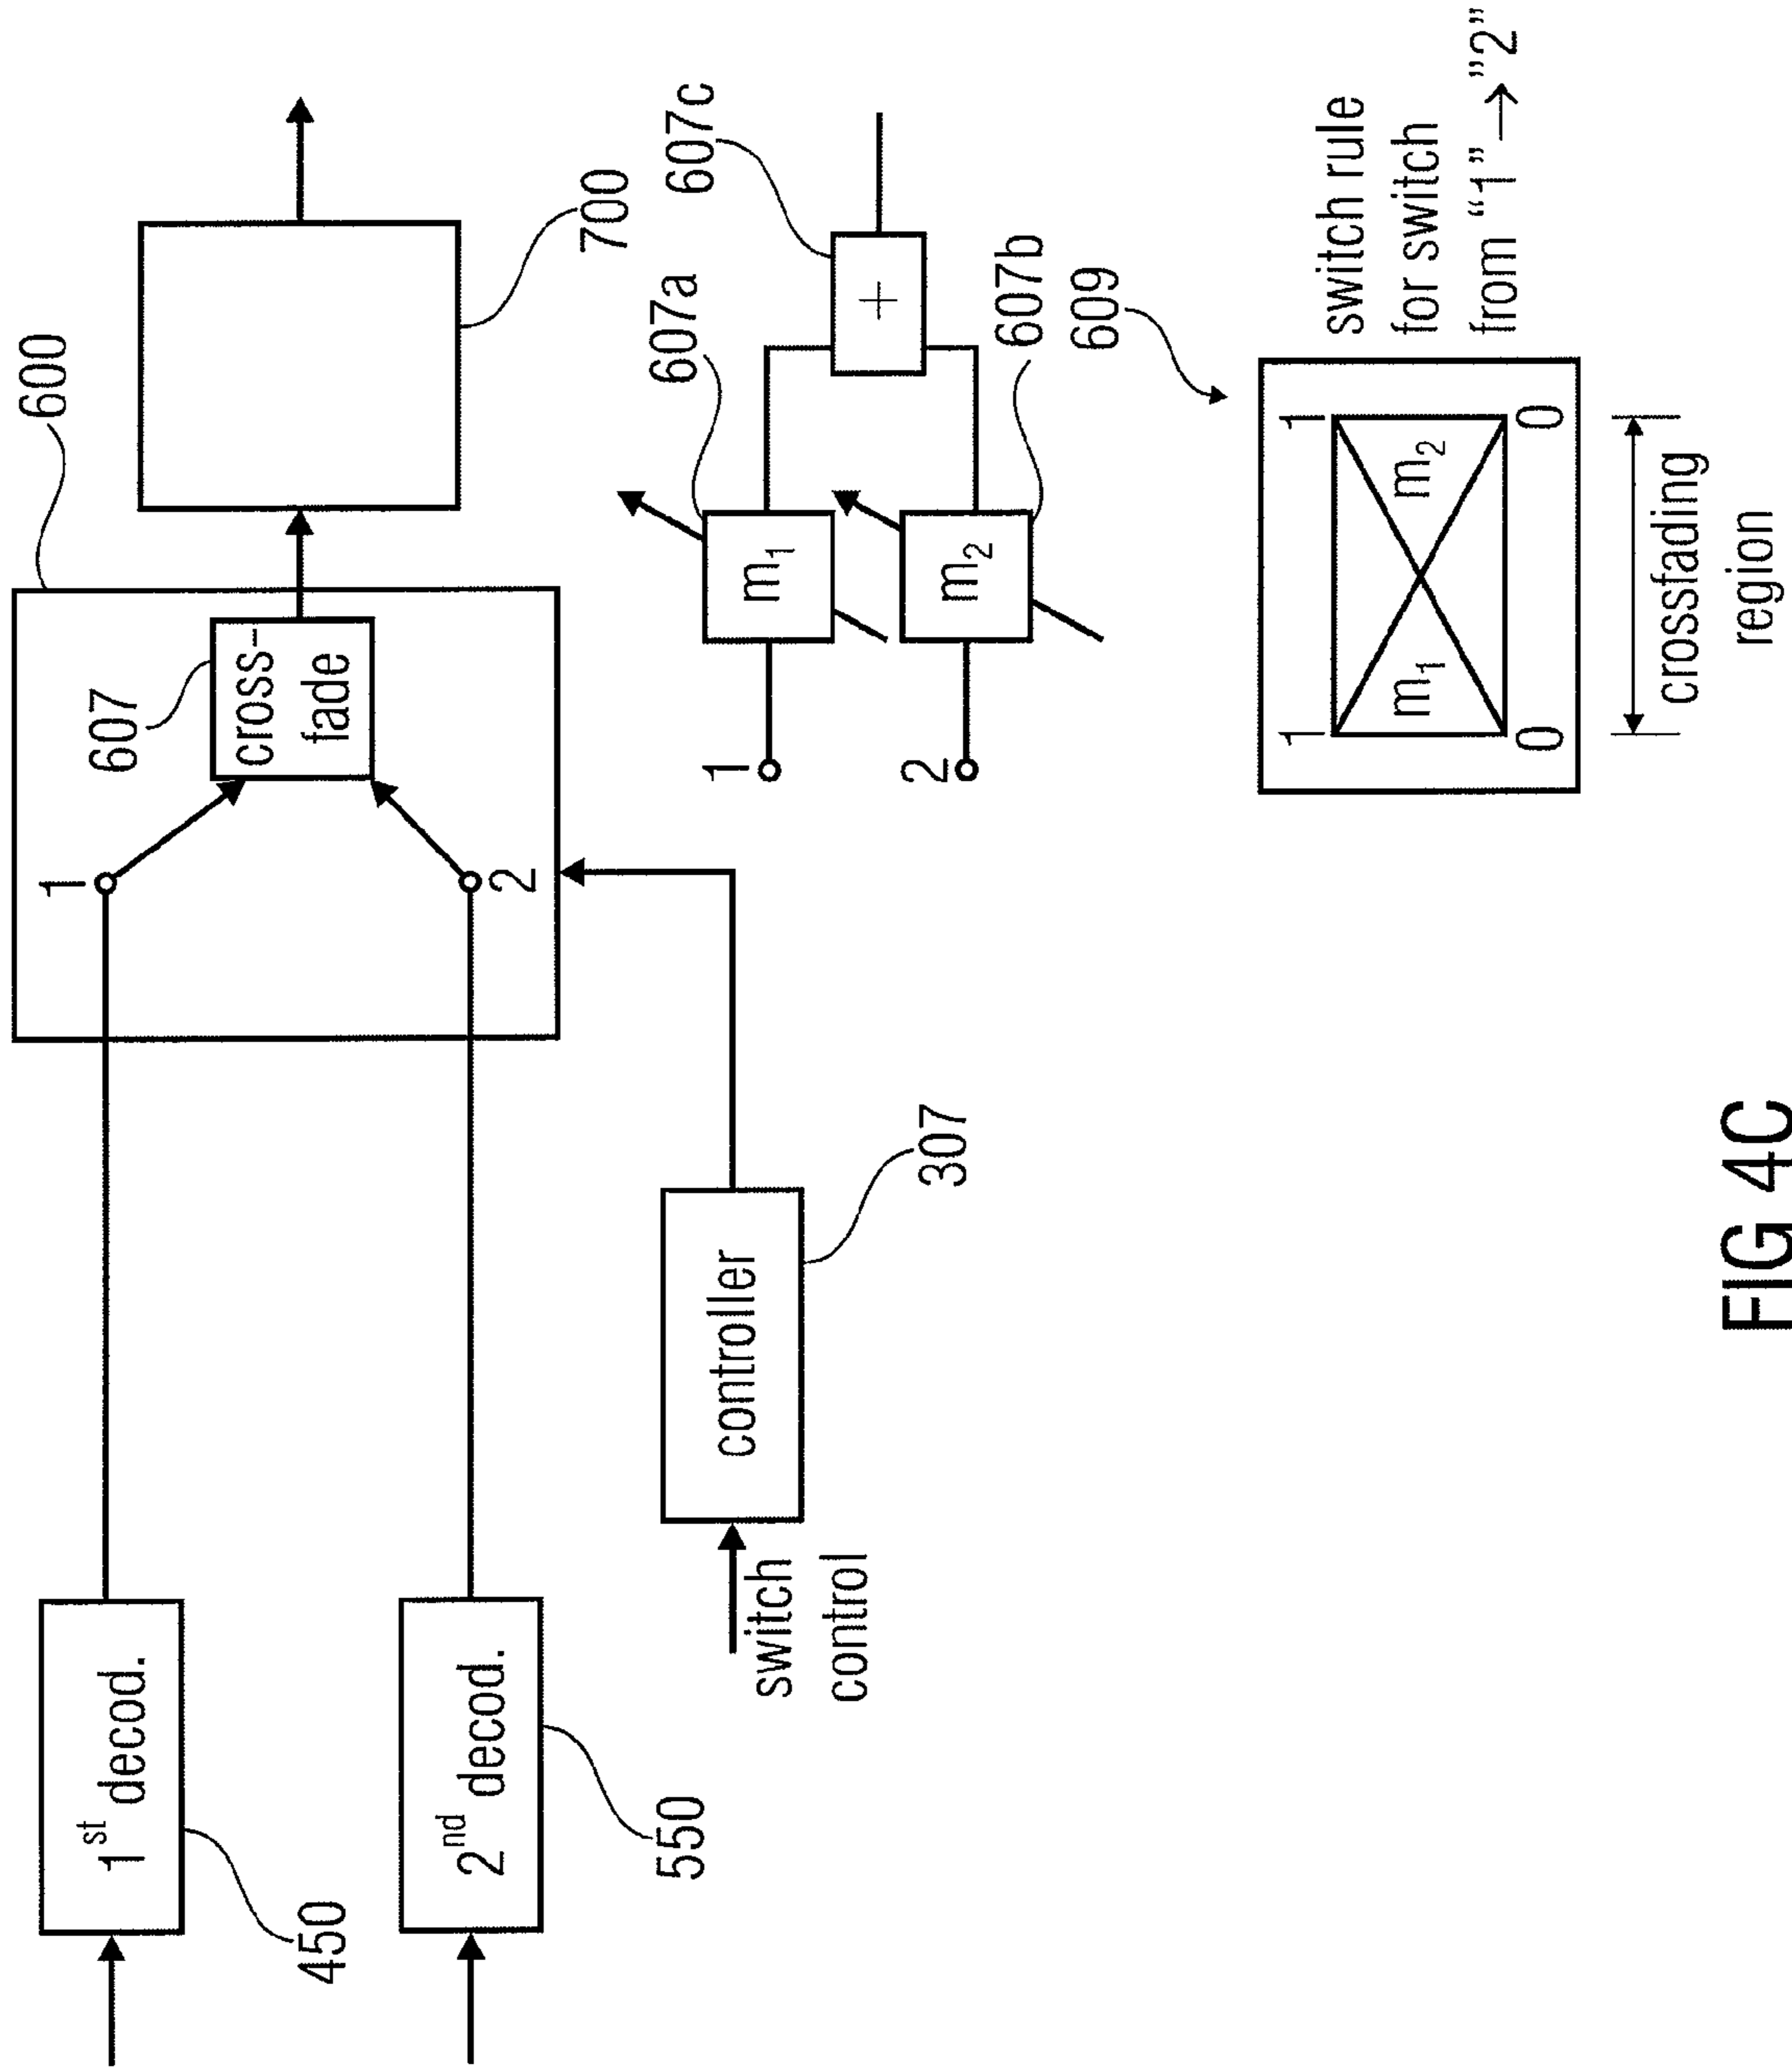 600
607
1
cross-
fade
2
1st decod.
450
2nd decod.
550
700
controller
307
switch
control
607a
607c
1
m1
+
2
m2
607b
609
1
1
m1
m2
0
0
crossfading
region
switch rule
for switch
from “1” → ”2”
FIG 4C